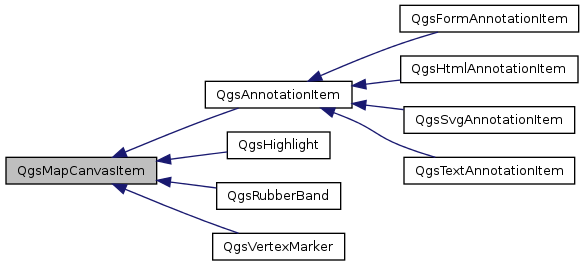 QgsFormAnnotationItem
QgsHtmlAnnotationItem
QgsAnnotationItem
QgsSvgAnnotationItem
QgsHighlight
QgsMapCanvasItem
QgsTextAnnotationItem
QgsRubberBand
QgsVertexMarker